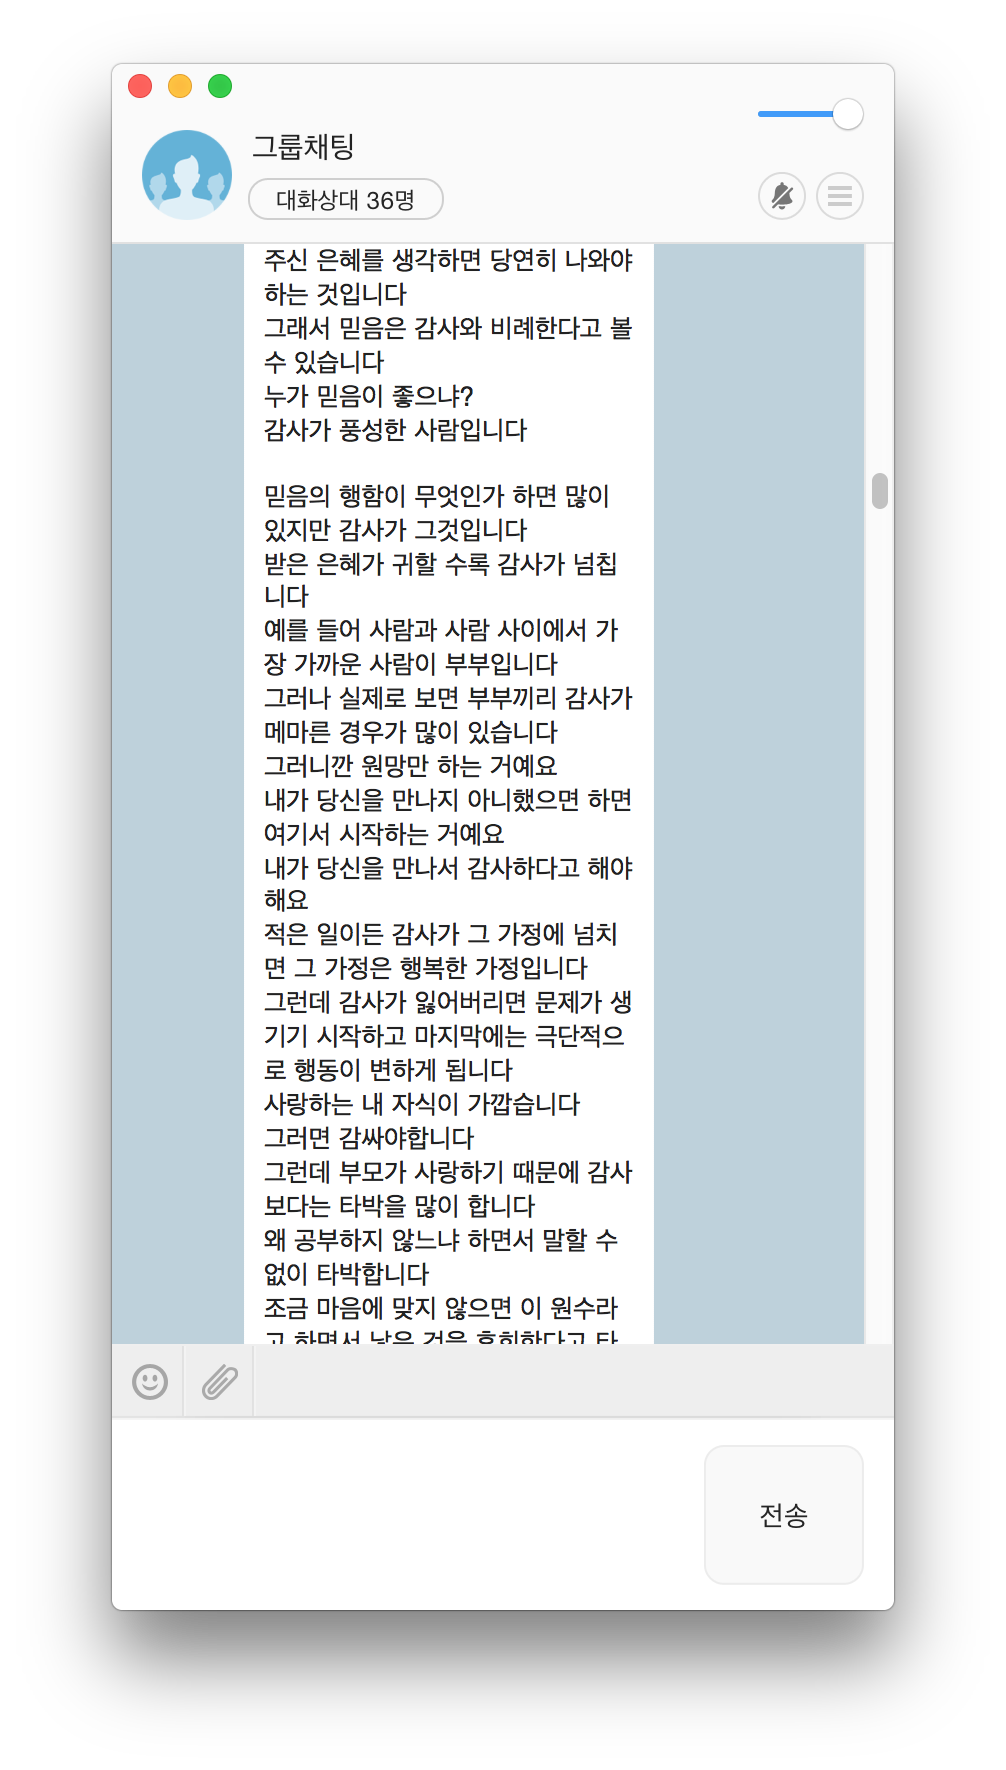 그룹채팅
대화상대 36명
주신 은혜를 생각하면 당연히 나와야
하는 것입니다
그래서 믿음은 감사와 비례한다고 볼
수 있습니다
누가 믿음이 좋으냐?
감사가 풍성한 사람입니다
믿음의 행함이 무엇인가 하면 많이
있지만 감사가 그것입니다
받은 은혜가 귀할 수록 감사가 넘칩
니다
예를 들어 사람과 사람 사이에서 가
장 가까운 사람이 부부입니다
그러나 실제로 보면 부부끼리 감사가
메마른 경우가 많이 있습니다
그러니깐 원망만 하는 거예요
내가 당신을 만나지 아니했으면 하면
여기서 시작하는 거예요
내가 당신을 만나서 감사하다고 해야
해요
적은 일이든 감사가 그 가정에 넘치
면 그 가정은 행복한 가정입니다
그런데 감사가 잃어버리면 문제가 생
기기 시작하고 마지막에는 극단적으
로 행동이 변하게 됩니다
사랑하는 내 자식이 가깝습니다
그러면 감싸야합니다
그런데 부모가 사랑하기 때문에 감사
보다는 타박을 많이 합니다
왜 공부하지 않느냐 하면서 말할 수
없이 타박합니다
조금 마음에 맞지 않으면 이 원수라
고 하면서 낳은 것을 후회한다고 타
전송